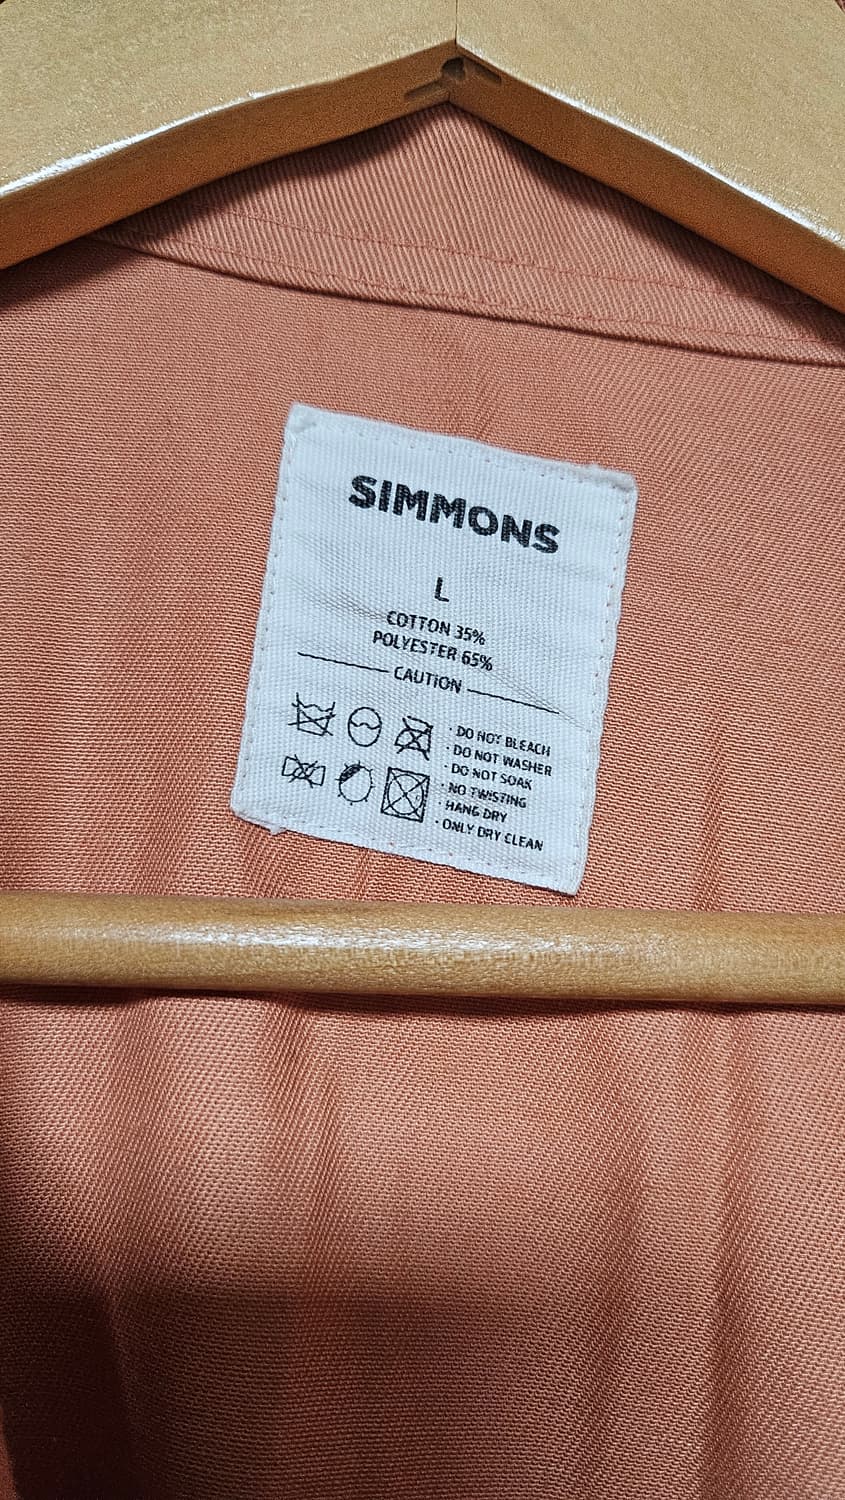 SIMMONS
L
COTTON 35%
POLYESTER 65%
CAUTION
· DO NOT BLEACH
· DO NOT WASHER
· DO NOT SOAK
· NO TWISTING
· HANG DRY
· ONLY DRY CLEAN